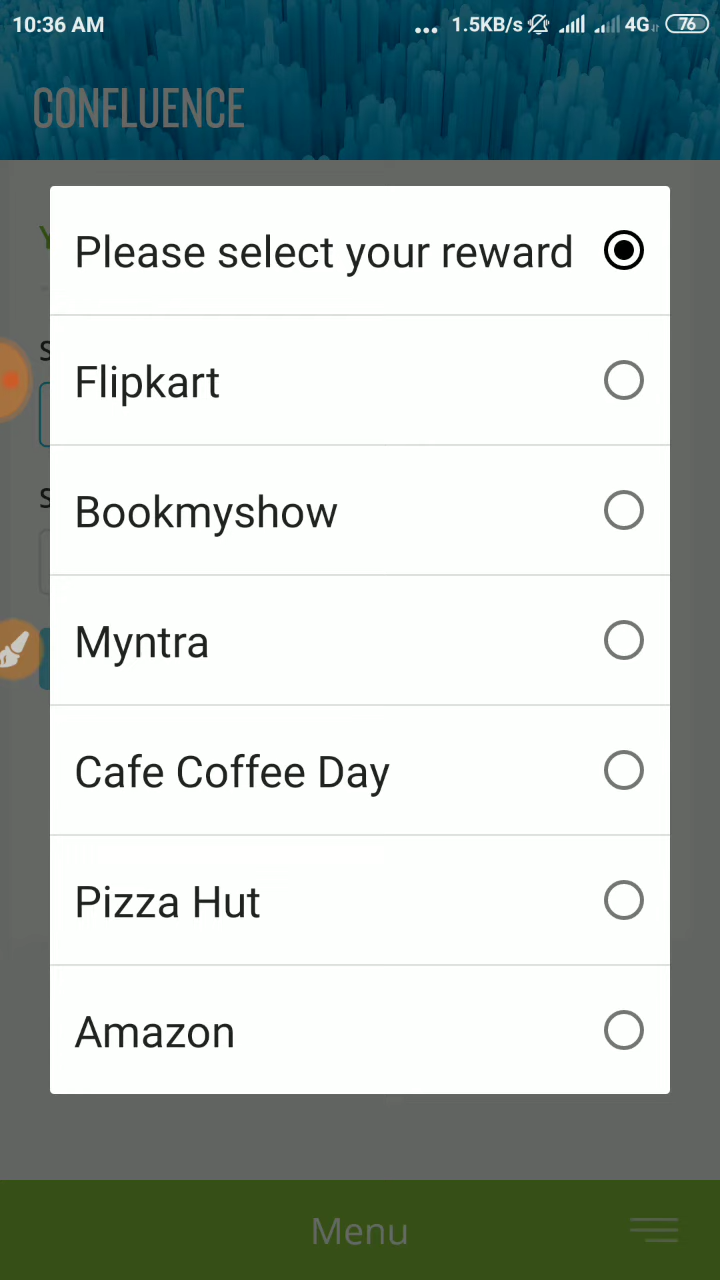 10:36 AM
... 1.5KB/s 4G 76
CONFLUENCE
Please select your reward
Flipkart
Bookmyshow
Myntra
Cafe Coffee Day
Pizza Hut
Amazon
Menu